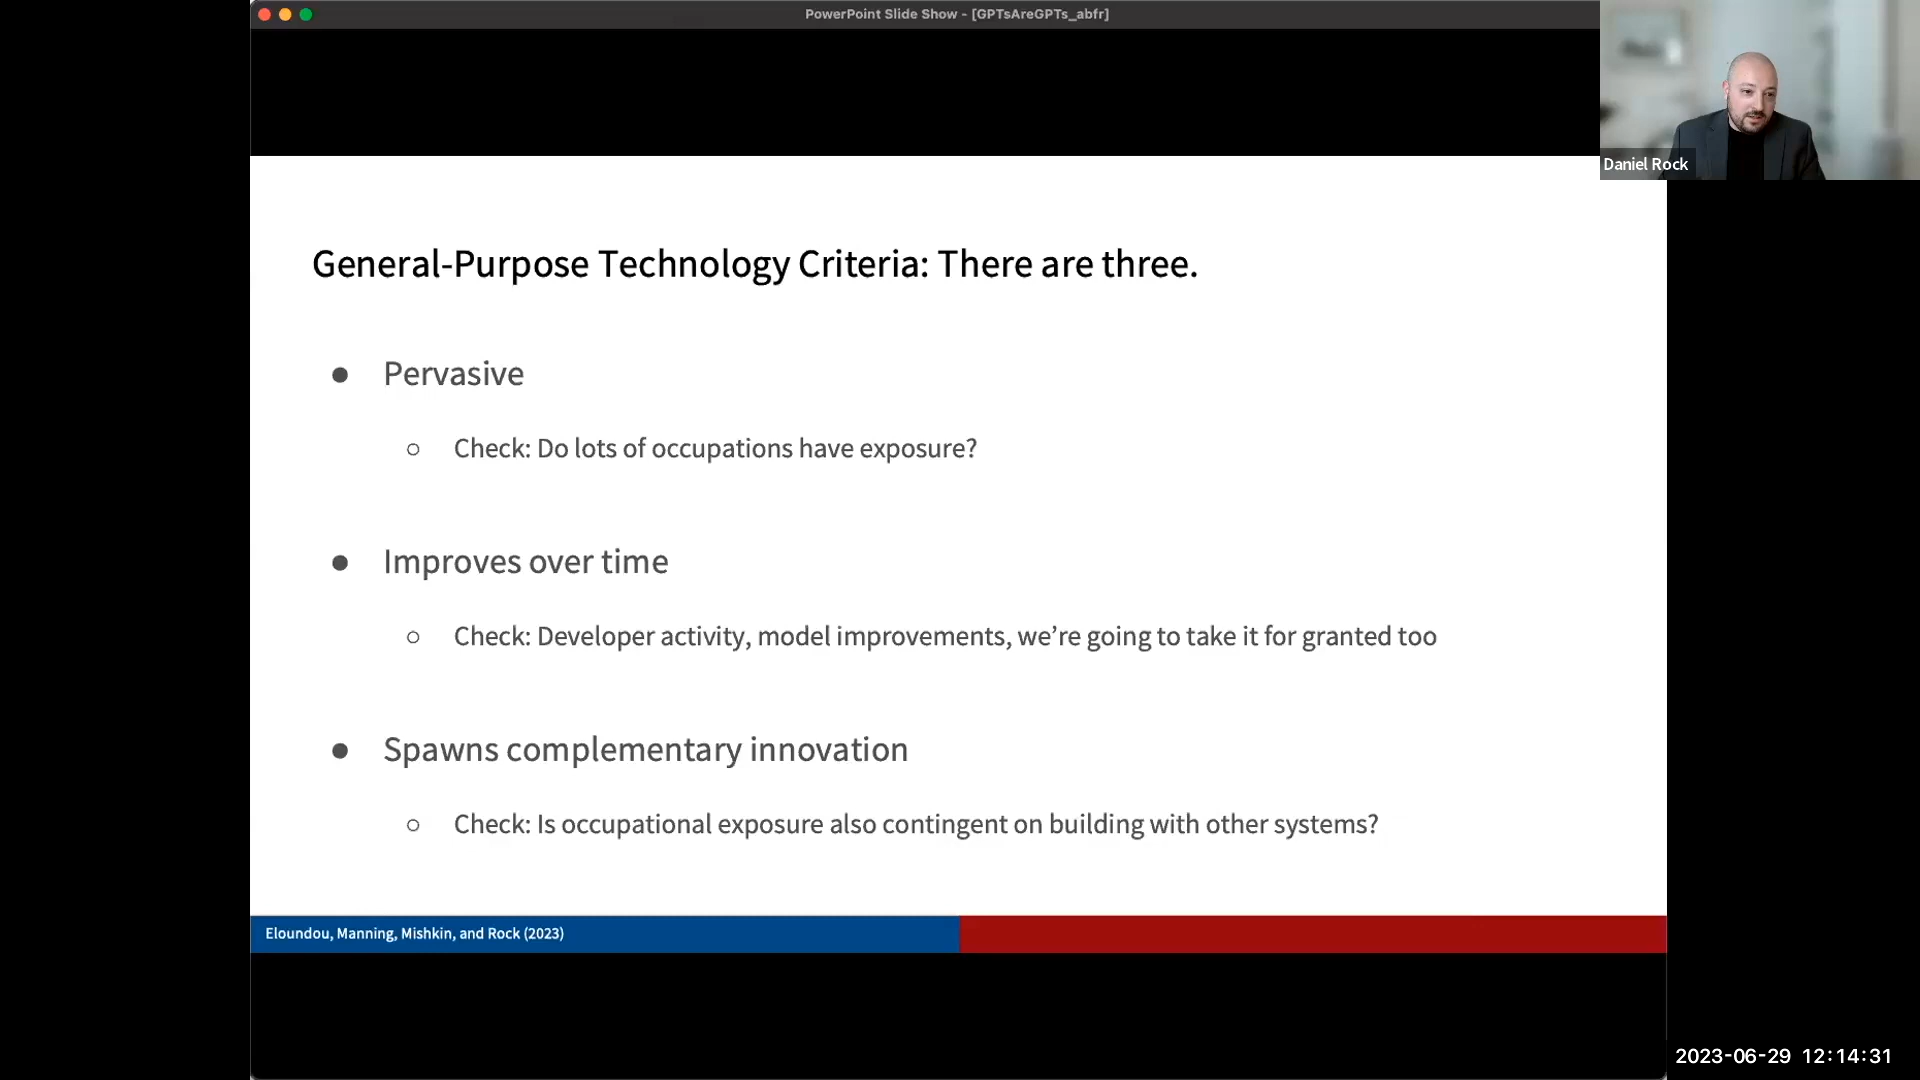 PowerPoint Slide Show - [GPTsAreGPTs_abfr]
Daniel Rock
General-Purpose Technology Criteria: There are three.
● Pervasive
○ Check: Do lots of occupations have exposure?
● Improves over time
○ Check: Developer activity, model improvements, we’re going to take it for granted too
● Spawns complementary innovation
○ Check: Is occupational exposure also contingent on building with other systems?
Eloundou, Manning, Mishkin, and Rock (2023)
2023-06-29 12:14:31